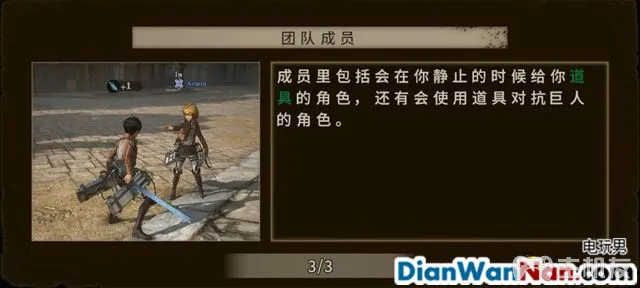 团队成员
+1
1m
Armin
成员里包括会在你静止的时候给你道
具的角色，还有会使用道具对抗巨人
的角色。
3/3
电玩男
DianWanNan.com